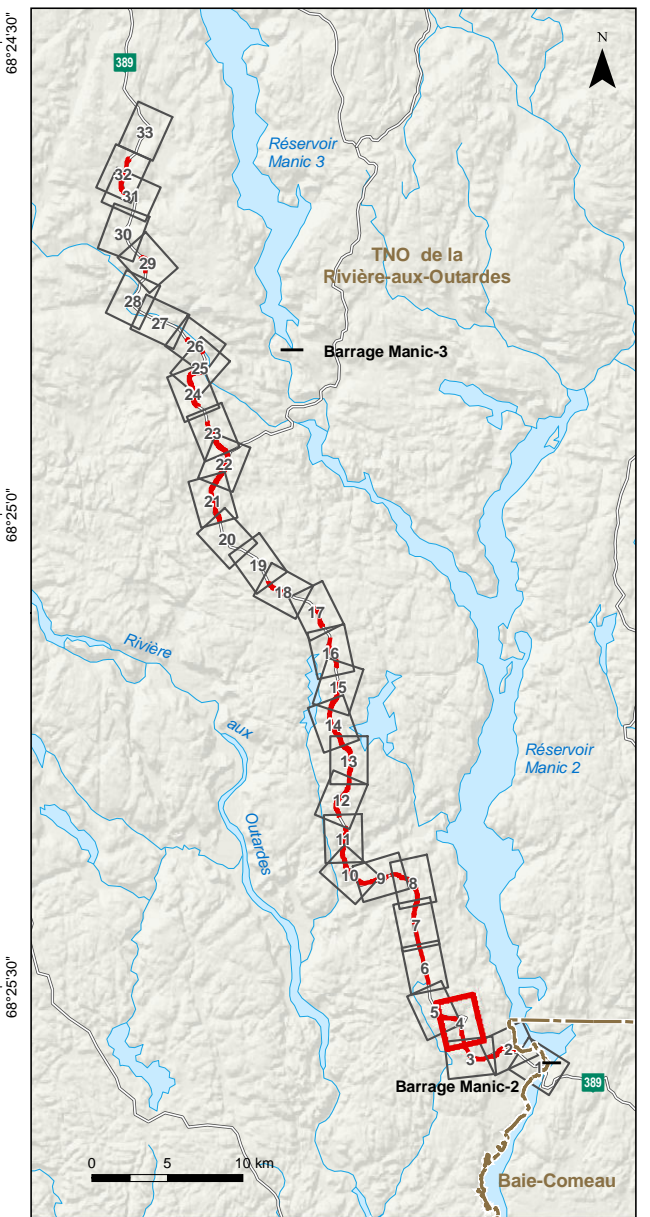 68°24'30"
389
N
33
Réservoir
Manic 3
32
31
30
TNO de la
Rivière-aux-Outardes
29
28
27
26
Barrage Manic-3
25
24
23
22
21
68°25'0"
20
19
18
17
16
Rivière
15
aux
14
Réservoir
Manic 2
13
12
Outardes
11
10
9
8
7
6
68°25'30"
5
4
2
3
1
Barrage Manic-2
389
0 5 10 km
Baie-Comeau